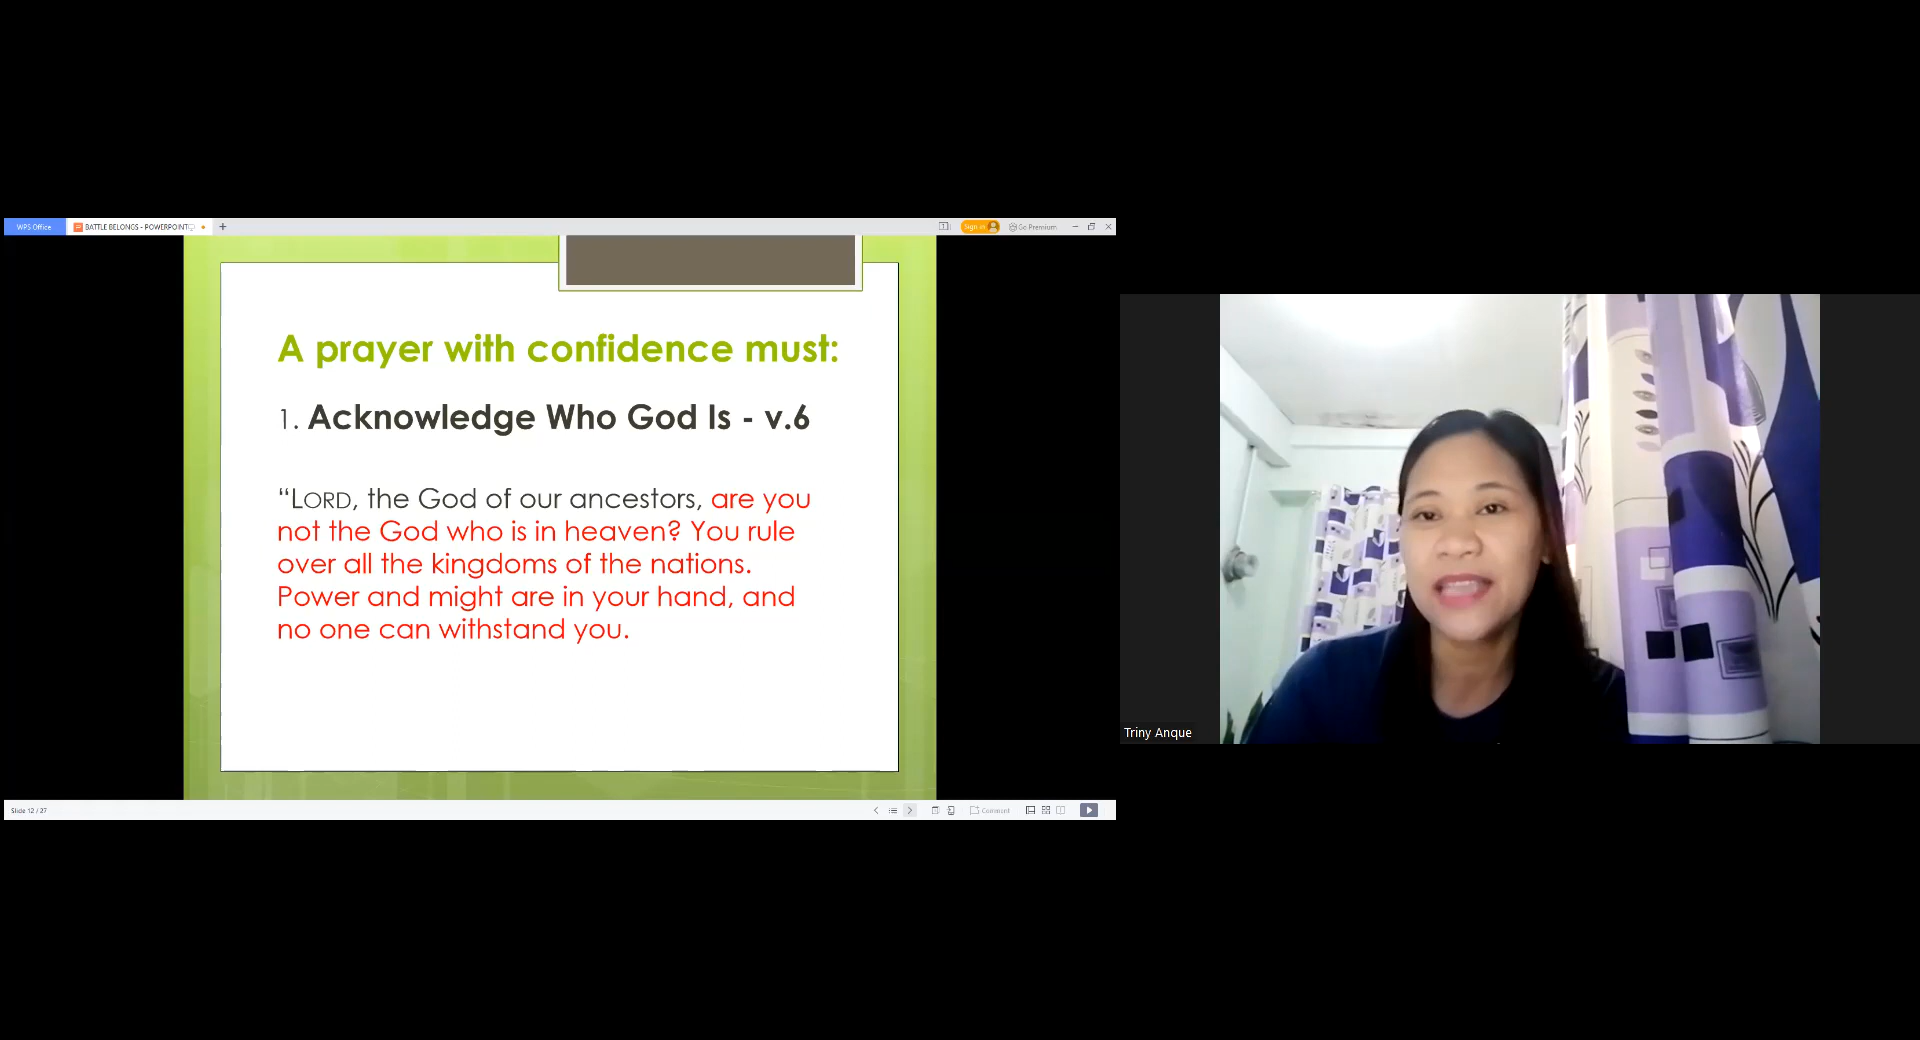 WPS Office
BATTLE BELONGS - POWERPOINT
Sign in
Go Premium
A prayer with confidence must:
1. Acknowledge Who God Is - v.6
“LORD, the God of our ancestors, are you
not the God who is in heaven? You rule
over all the kingdoms of the nations.
Power and might are in your hand, and
no one can withstand you.
Triny Anque
Slide 12 / 27
Comment